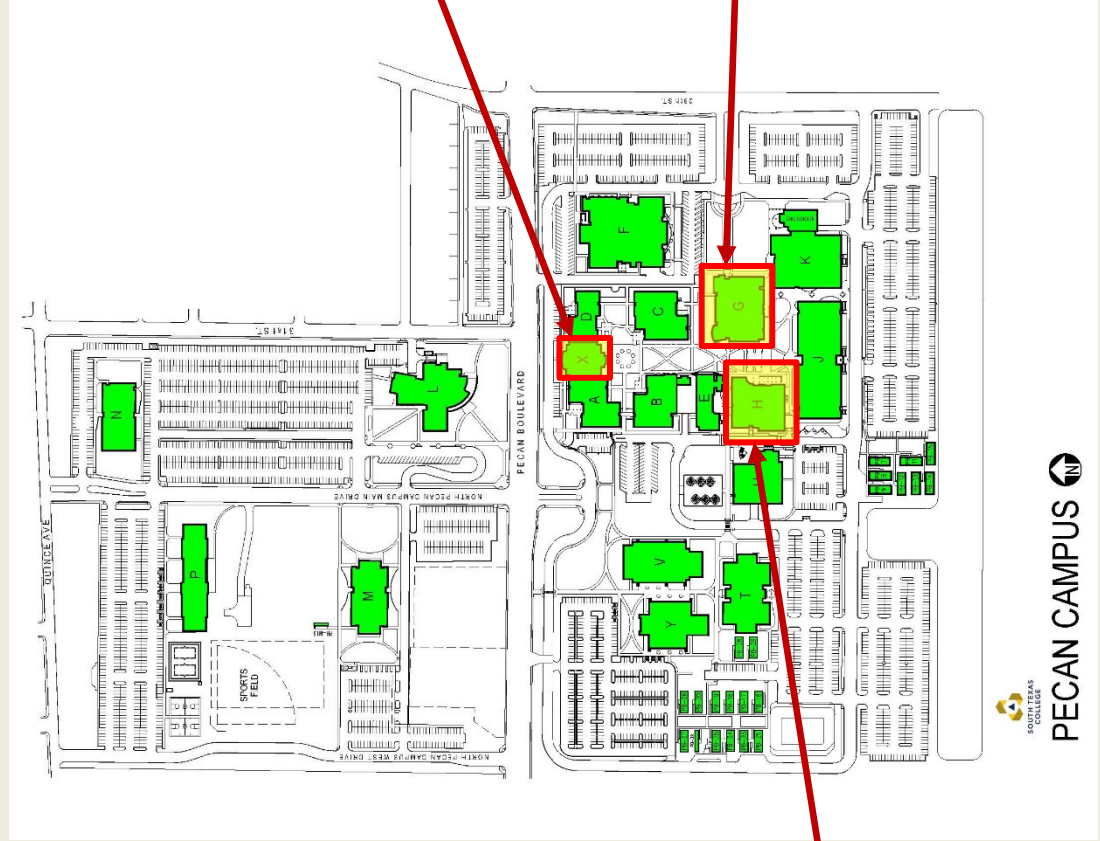 29th ST.
31st ST.
QUINCE AVE
PECAN BOULEVARD
NORTH PECAN CAMPUS MAIN DRIVE
NORTH PECAN CAMPUS WEST DRIVE
SPORTS
FIELD
F
K
G
D
C
X
J
A
B
E
H
L
N
P
M
V
Y
T
SOUTH TEXAS
COLLEGE
PECAN CAMPUS
N